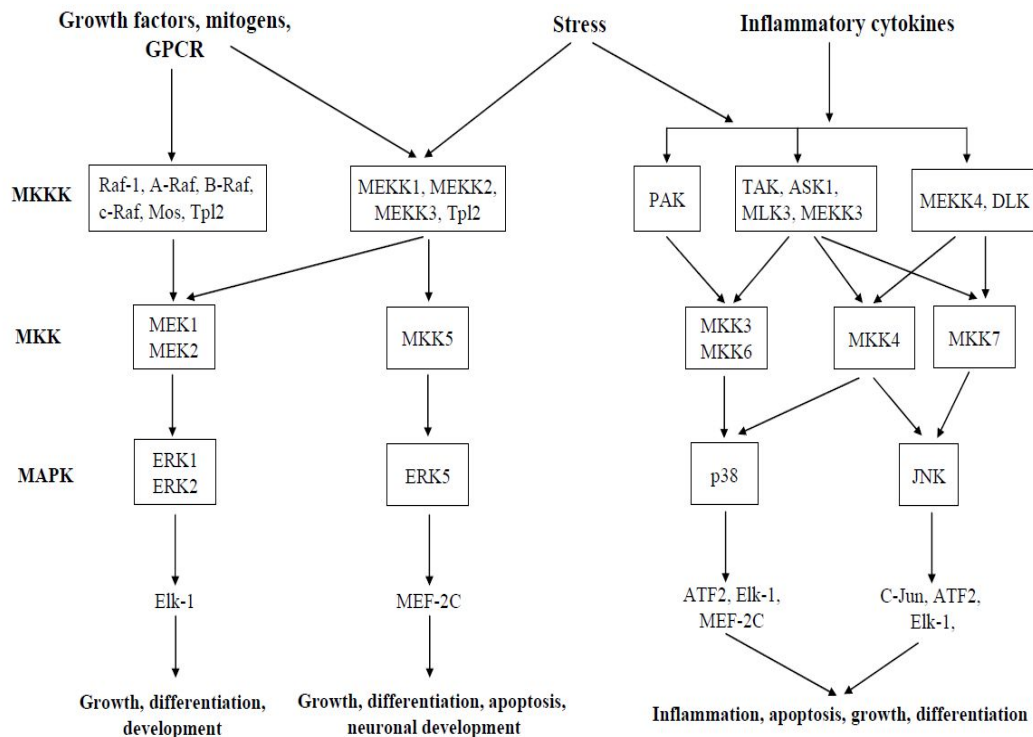 Growth factors, mitogens,
GPCR
Stress
Inflammatory cytokines
MKKK
Raf-1, A-Raf, B-Raf,
c-Raf, Mos, Tpl2
MEKK1, MEKK2,
MEKK3, Tpl2
PAK
TAK, ASK1,
MLK3, MEKK3
MEKK4, DLK
MKK
MEK1
MEK2
MKK5
MKK3
MKK6
MKK4
MKK7
MAPK
ERK1
ERK2
ERK5
p38
JNK
Elk-1
MEF-2C
ATF2, Elk-1,
MEF-2C
C-Jun, ATF2,
Elk-1,
Growth, differentiation,
development
Growth, differentiation, apoptosis,
neuronal development
Inflammation, apoptosis, growth, differentiation